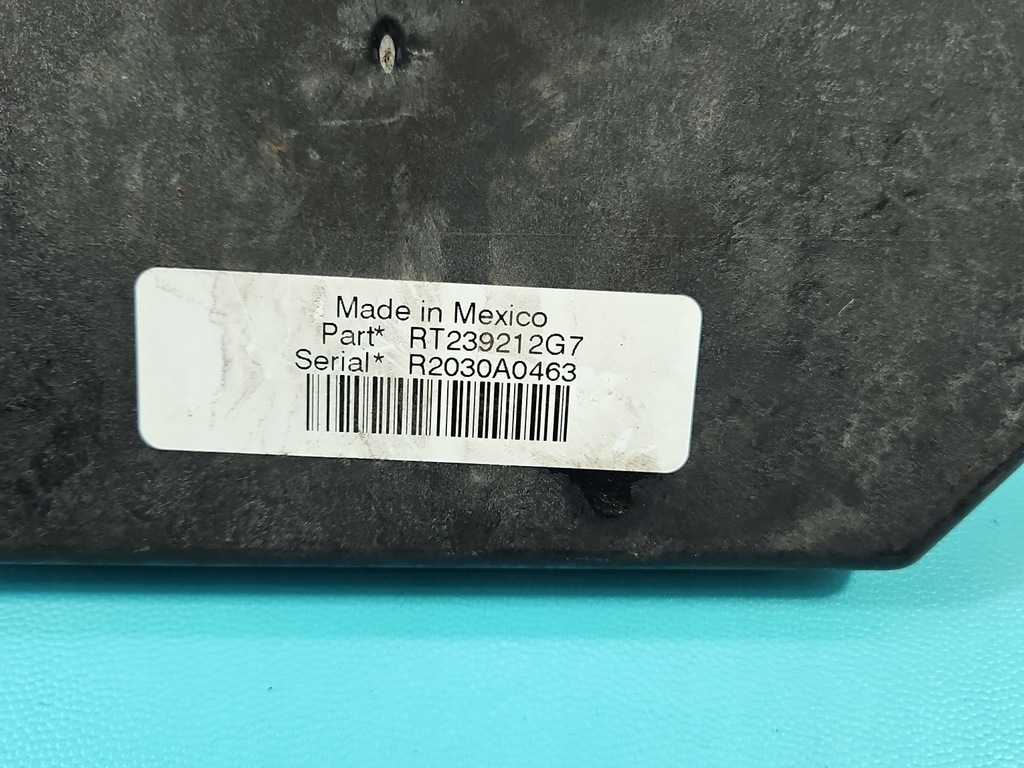 Made in Mexico
Part* RT239212G7
Serial* R2030A0463